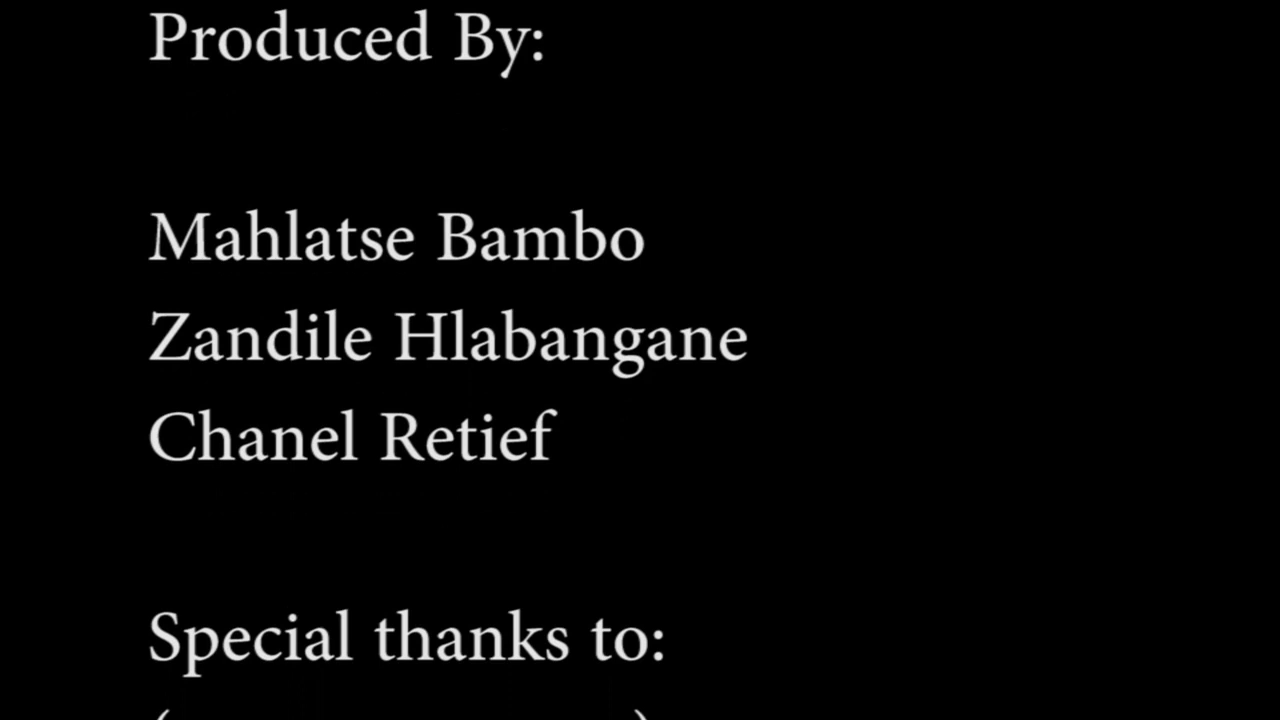 Produced By:
Mahlatse Bambo
Zandile Hlabangane
Chanel Retief
Special thanks to: